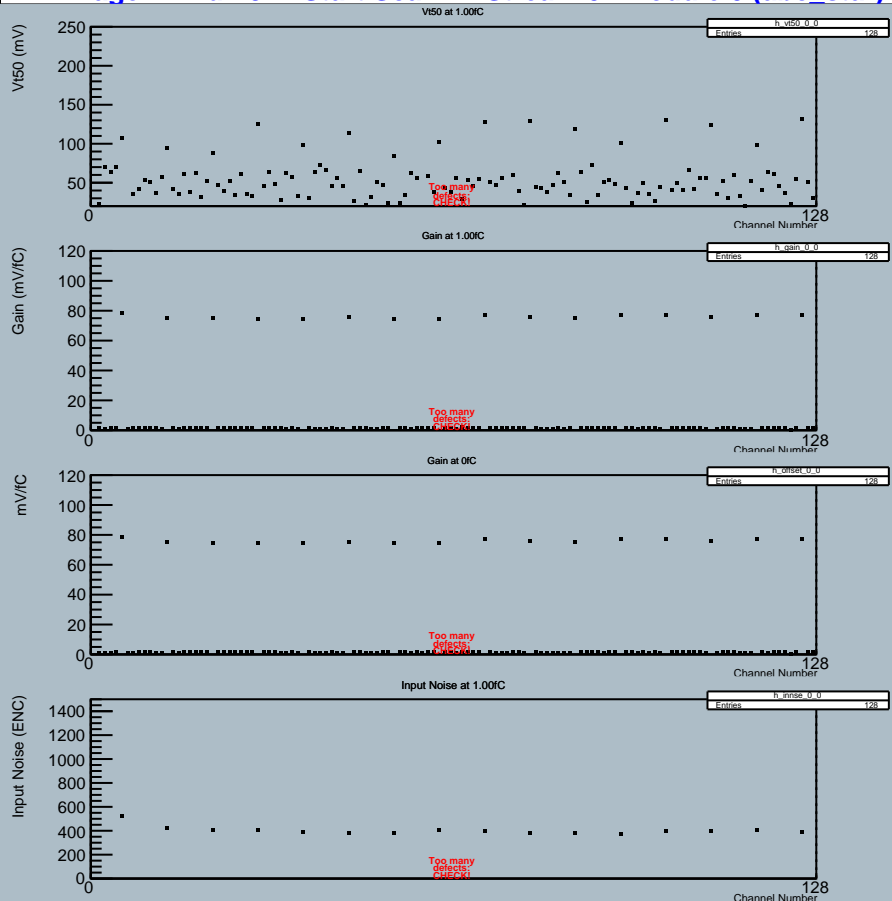 Vt50 at 1.00fC
h_vt50_0_0
Entries 128
Vt50 (mV)
250
200
150
100
50
Too many
defects:
CHECK!
0
128
Channel Number
Gain at 1.00fC
h_gain_0_0
Entries 128
Gain (mV/fC)
120
100
80
60
40
20
0
Too many
defects:
CHECK!
0
128
Channel Number
Gain at 0fC
h_offset_0_0
Entries 128
mV/fC
120
100
80
60
40
20
0
Too many
defects:
CHECK!
0
128
Channel Number
Input Noise at 1.00fC
h_innse_0_0
Entries 128
Input Noise (ENC)
1400
1200
1000
800
600
400
200
0
Too many
defects:
CHECK!
0
128
Channel Number